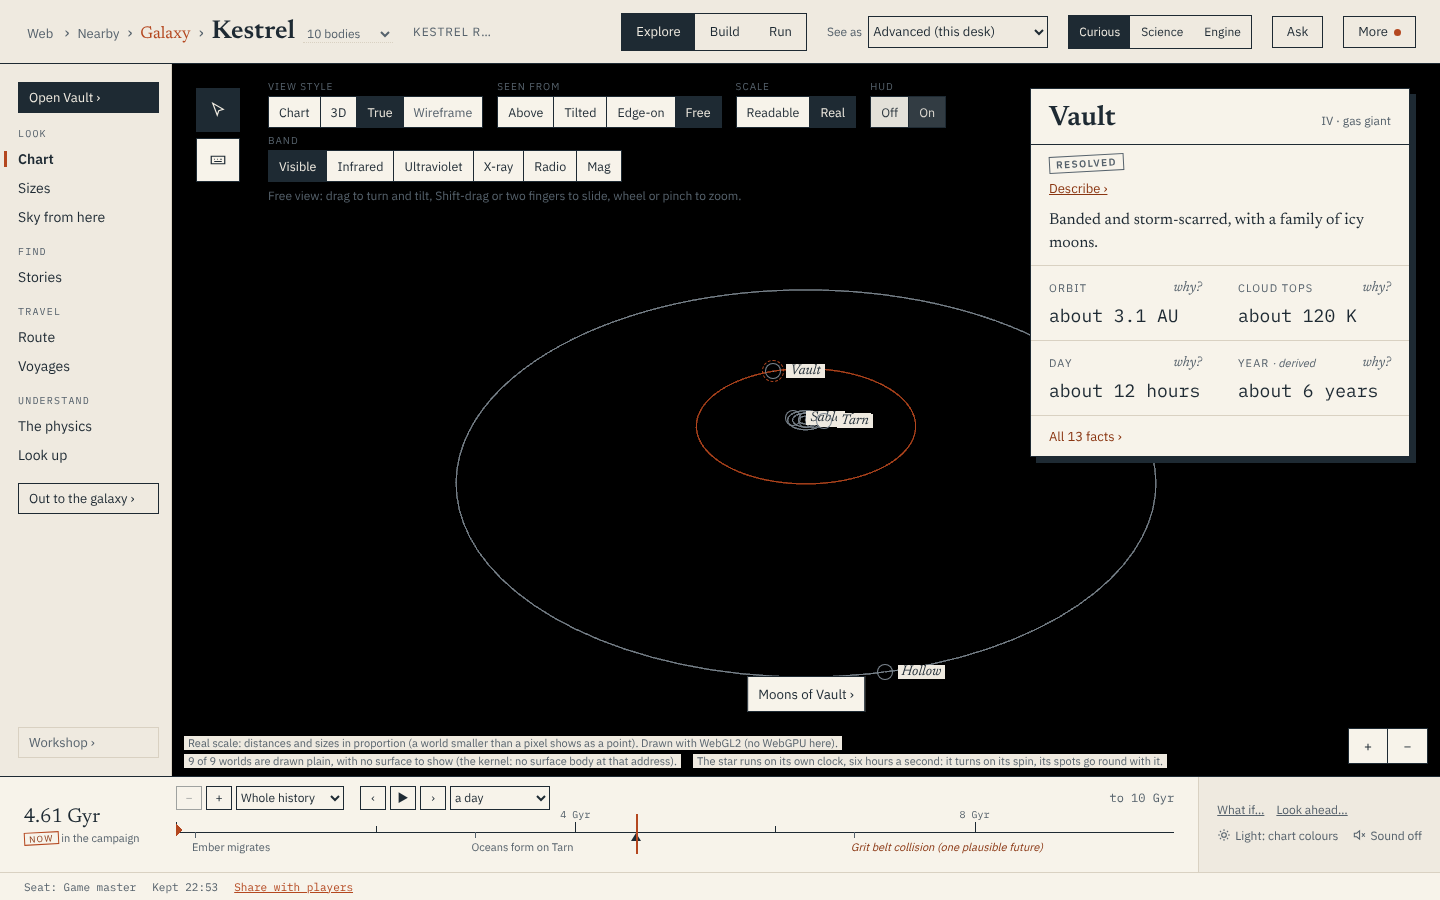 Web › Nearby › Galaxy › Kestrel 10 bodies KESTREL R... Explore Build Run See as Advanced (this desk) Curious Science Engine Ask More
Open Vault ›
LOOK
Chart
Sizes
Sky from here
FIND
Stories
TRAVEL
Route
Voyages
UNDERSTAND
The physics
Look up
Out to the galaxy ›
Workshop ›
VIEW STYLE SEEN FROM SCALE HUD
Chart 3D True Wireframe Above Tilted Edge-on Free Readable Real Off On
BAND
Visible Infrared Ultraviolet X-ray Radio Mag
Free view: drag to turn and tilt, Shift-drag or two fingers to slide, wheel or pinch to zoom.
Vault IV · gas giant
RESOLVED
Describe ›
Banded and storm-scarred, with a family of icy
moons.
ORBIT why? CLOUD TOPS why?
about 3.1 AU about 120 K
DAY why? YEAR · derived why?
about 12 hours about 6 years
All 13 facts ›
Vault
Tarn
Hollow
Moons of Vault ›
Real scale: distances and sizes in proportion (a world smaller than a pixel shows as a point). Drawn with WebGL2 (no WebGPU here).
9 of 9 worlds are drawn plain, with no surface to show (the kernel: no surface body at that address). The star runs on its own clock, six hours a second: it turns on its spin, its spots go round with it.
+ −
4.61 Gyr
NOW in the campaign
− + Whole history ‹ ▶ › a day to 10 Gyr
4 Gyr 8 Gyr
Ember migrates Oceans form on Tarn Grit belt collision (one plausible future)
What if... Look ahead...
Light: chart colours Sound off
Seat: Game master Kept 22:53 Share with players